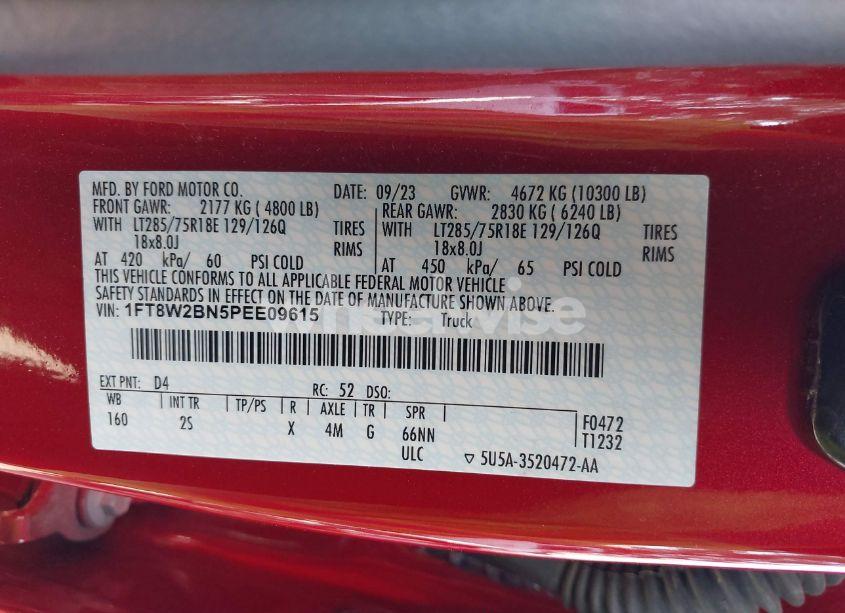 MFD. BY FORD MOTOR CO. DATE: 09/23 GVWR: 4672 KG (10300 LB)
FRONT GAWR: 2177 KG ( 4800 LB) REAR GAWR: 2830 KG ( 6240 LB)
WITH LT285/75R18E 129/126Q TIRES WITH LT285/75R18E 129/126Q TIRES
18x8.0J RIMS 18x8.0J RIMS
AT 420 kPa/ 60 PSI COLD AT 450 kPa/ 65 PSI COLD
THIS VEHICLE CONFORMS TO ALL APPLICABLE FEDERAL MOTOR VEHICLE
SAFETY STANDARDS IN EFFECT ON THE DATE OF MANUFACTURE SHOWN ABOVE.
VIN: 1FT8W2BN5PEE09615 TYPE: Truck
wheelwise
EXT PNT: D4 RC: 52 DSO:
WB INT TR TP/PS R AXLE TR SPR F0472
160 2S X 4M G 66NN T1232
ULC ▽ 5U5A-3520472-AA